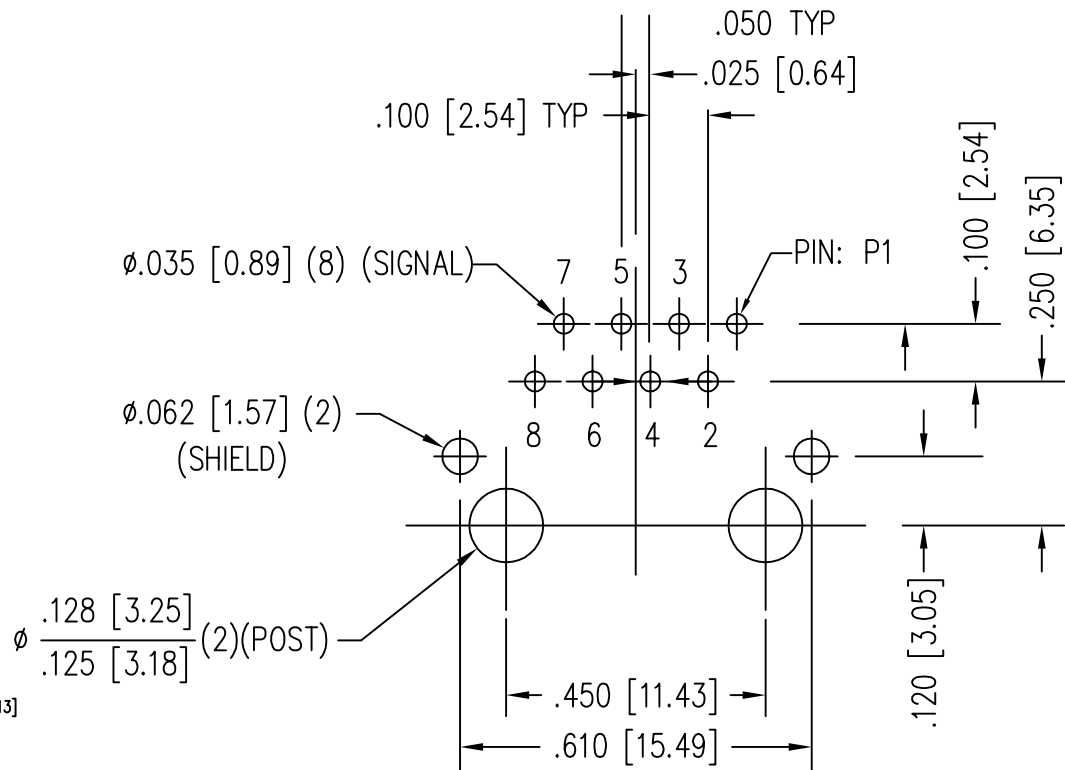 .050 TYP
.025 [0.64]
.100 [2.54] TYP
.100 [2.54]
.250 [6.35]
ø.035 [0.89] (8) (SIGNAL)
7 5 3
PIN: P1
ø.062 [1.57] (2)
(SHIELD)
8 6 4 2
ø .128 [3.25]
.125 [3.18] (2)(POST)
.120 [3.05]
.450 [11.43]
.610 [15.49]